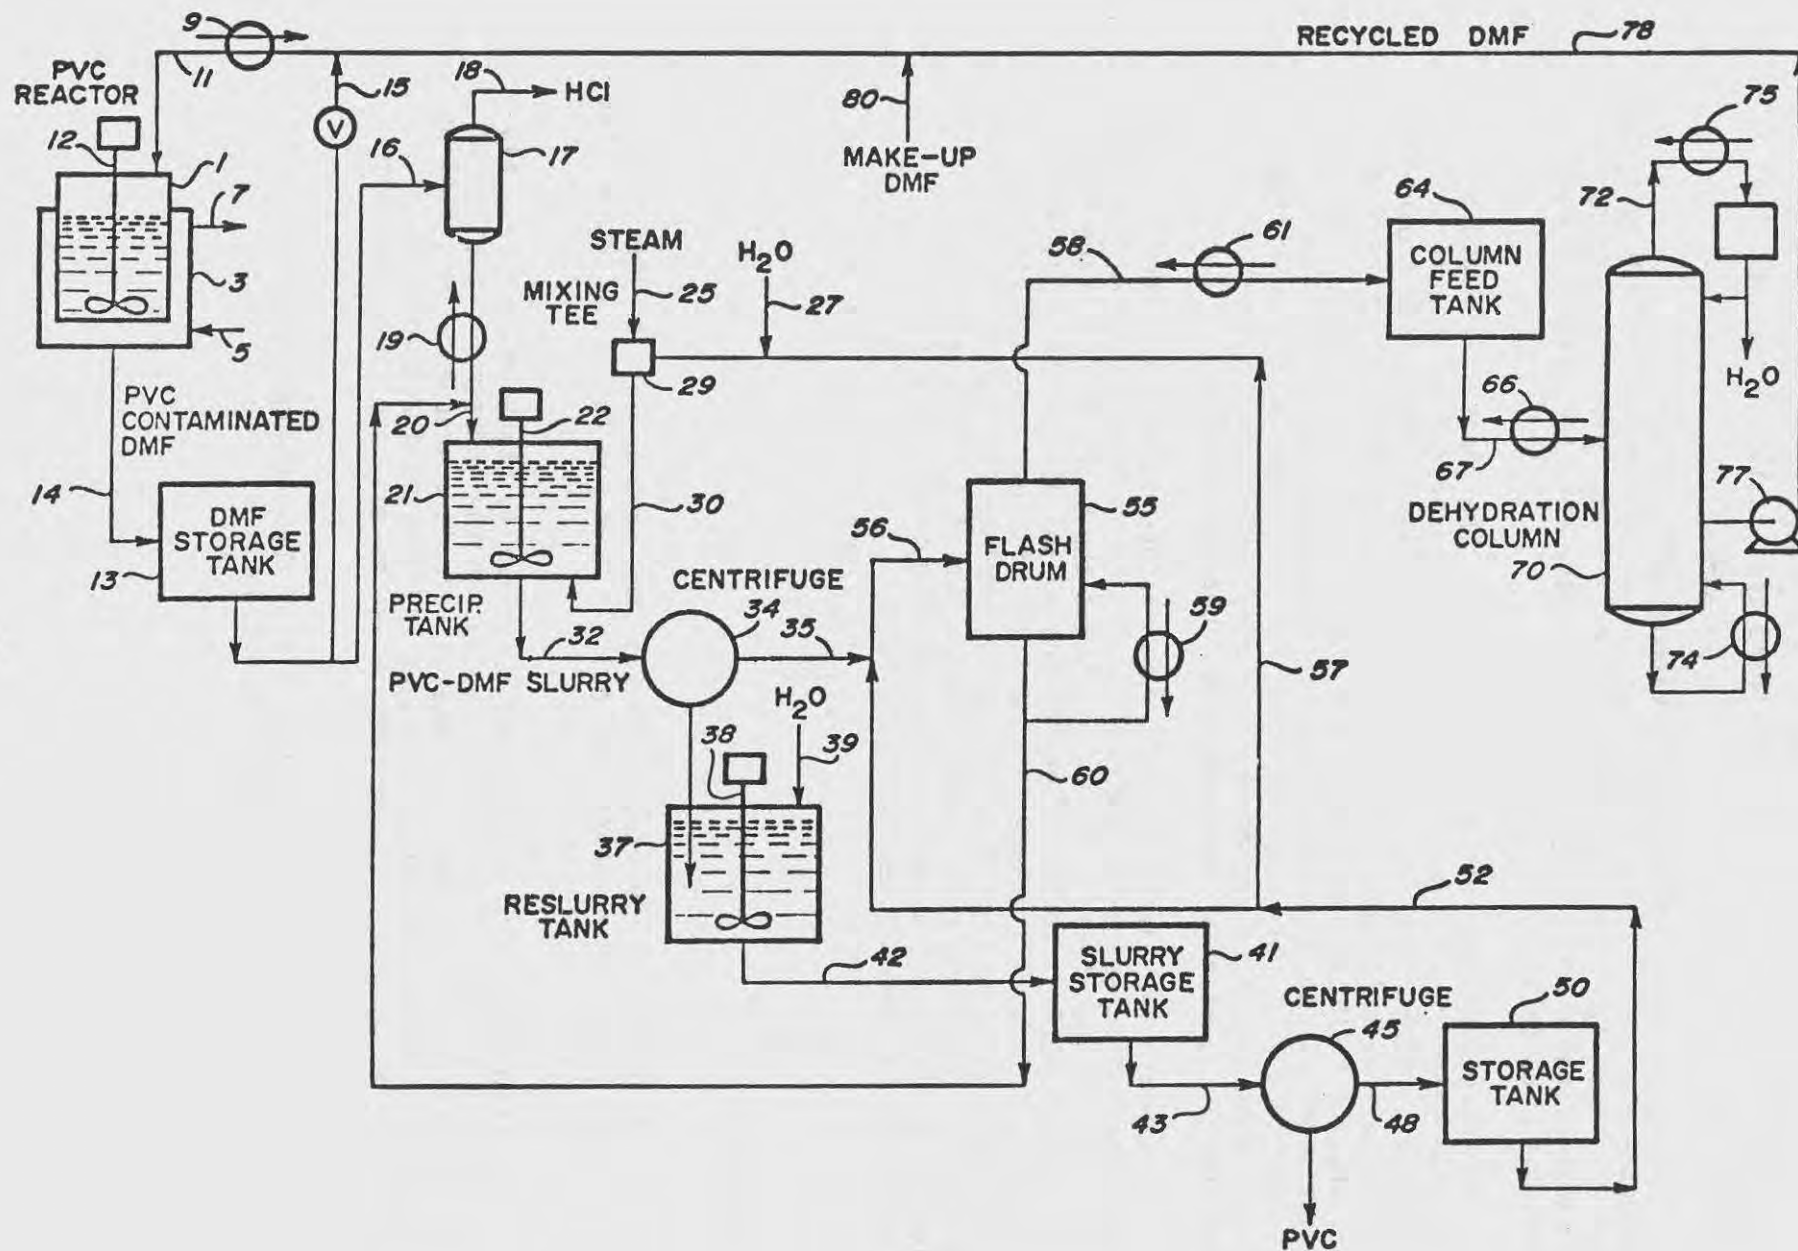 9
RECYCLED DMF
78
11
PVC
REACTOR
15
18
HCl
80
75
12
V
16
17
MAKE-UP
DMF
1
7
64
72
STEAM
61
58
H2O
COLUMN
FEED
TANK
3
MIXING
TEE
25
27
5
19
29
H2O
PVC
CONTAMINATED
DMF
22
66
20
67
14
21
30
55
77
DMF
STORAGE
TANK
56
DEHYDRATION
COLUMN
FLASH
DRUM
13
CENTRIFUGE
70
PRECIP.
TANK
34
59
32
35
74
57
PVC-DMF SLURRY
H2O
38
39
60
37
52
RESLURRY
TANK
42
SLURRY
STORAGE
TANK
41
CENTRIFUGE
50
45
STORAGE
TANK
43
48
PVC